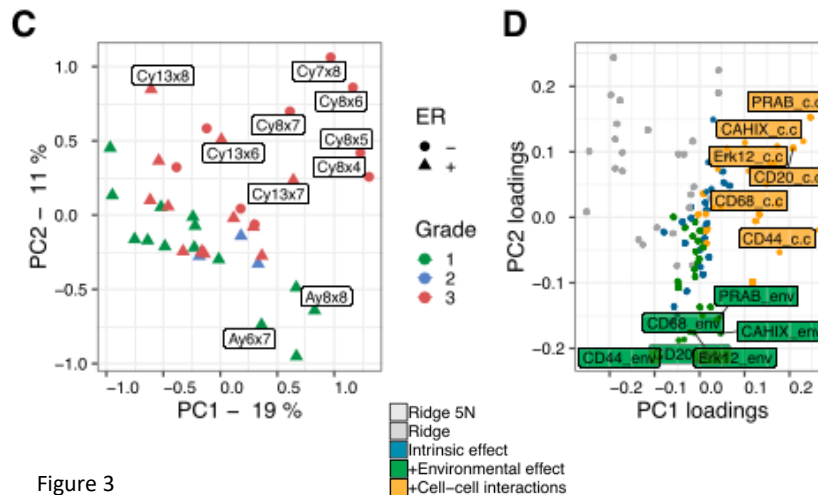 C
D
1.0
0.5
0.0
−0.5
−1.0
PC2 − 11 %
Cy13x8
Cy7x8
Cy8x6
Cy8x7
Cy8x5
Cy13x6
Cy8x4
Cy13x7
Ay8x8
Ay6x7
−1.0 −0.5 0.0 0.5 1.0
PC1 − 19 %
ER
−
+
Grade
1
2
3
0.2
0.1
0.0
−0.1
−0.2
PC2 loadings
PRAB_c.c
CAHIX_c.c
Erk12_c.c
CD20_c.c
CD68_c.c
CD44_c.c
PRAB_env
CD68_env
CAHIX_env
CD44_env
CD20
Erk12_env
−0.2 −0.1 0.0 0.1 0.2
PC1 loadings
Ridge 5N
Ridge
Intrinsic effect
+Environmental effect
+Cell−cell interactions
Figure 3